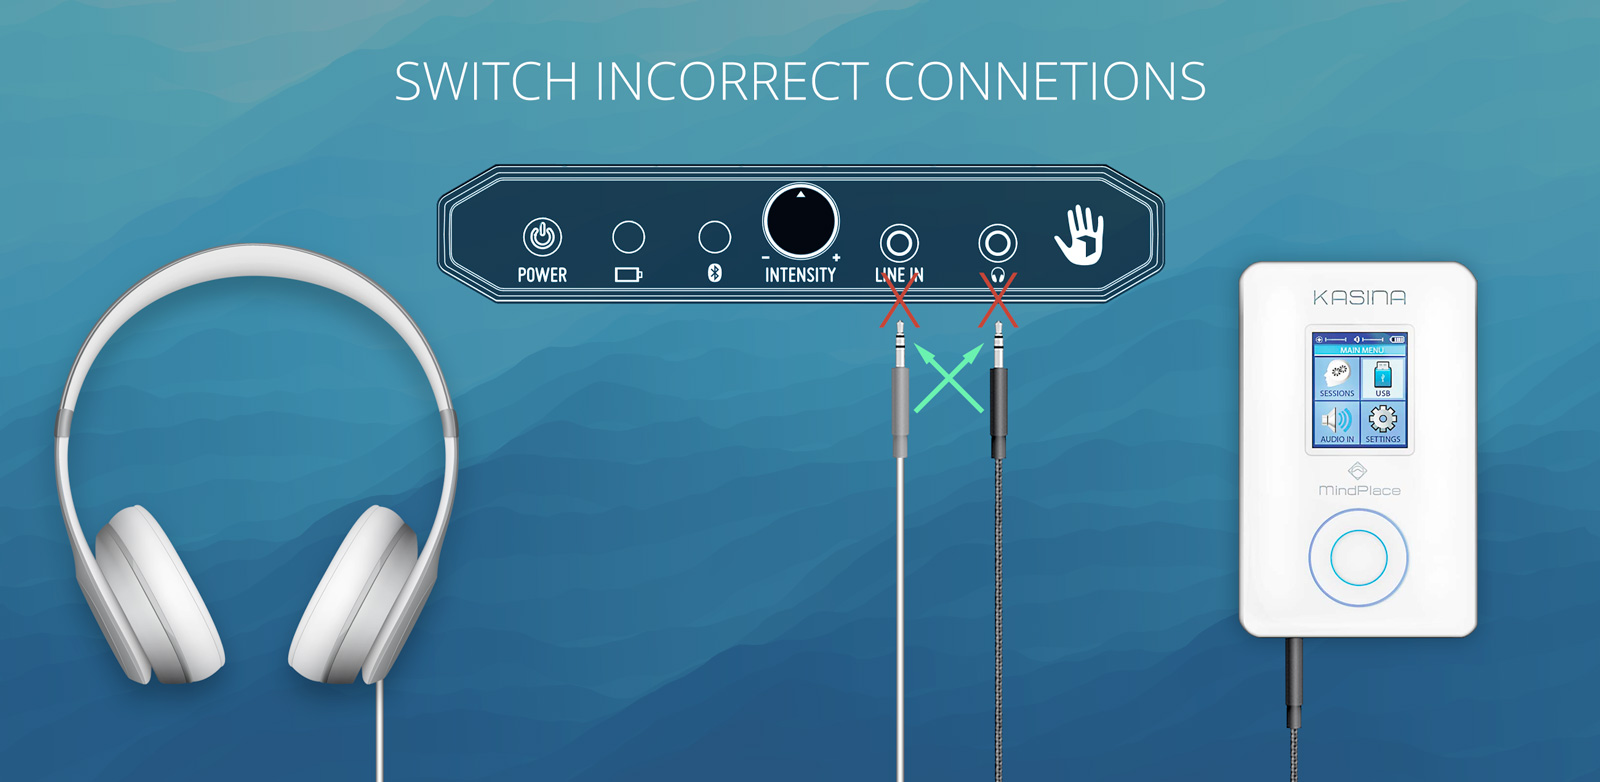 SWITCH INCORRECT CONNETIONS
POWER
INTENSITY
LINE IN
KASINA
MAIN MENU
SESSIONS
USB
AUDIO IN
SETTINGS
MindPlace